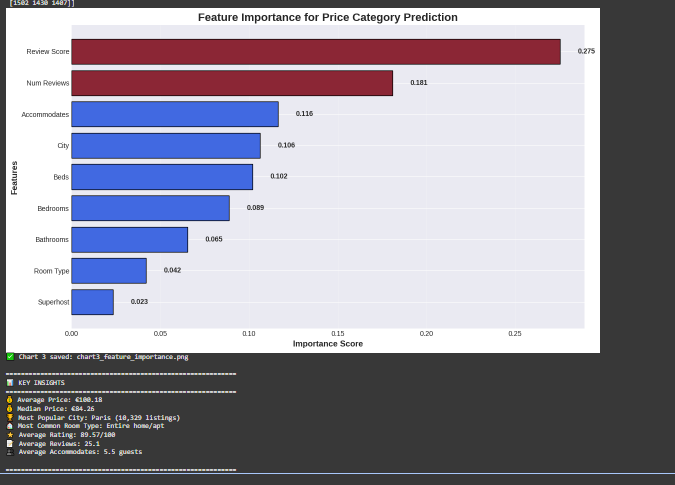 [1502 1430 1407]]
Feature Importance for Price Category Prediction
Review Score
0.275
Num Reviews
0.181
Accommodates
0.116
City
0.106
Beds
0.102
Bedrooms
0.089
Bathrooms
0.065
Room Type
0.042
Superhost
0.023
Features
0.00 0.05 0.10 0.15 0.20 0.25
Importance Score
✅ Chart 3 saved: chart3_feature_importance.png
============================================================
📊 KEY INSIGHTS
============================================================
💰 Average Price: €100.18
💰 Median Price: €84.26
🏆 Most Popular City: Paris (10,329 listings)
🏠 Most Common Room Type: Entire home/apt
⭐ Average Rating: 89.57/100
📝 Average Reviews: 25.1
🛏️ Average Accommodates: 5.5 guests
============================================================